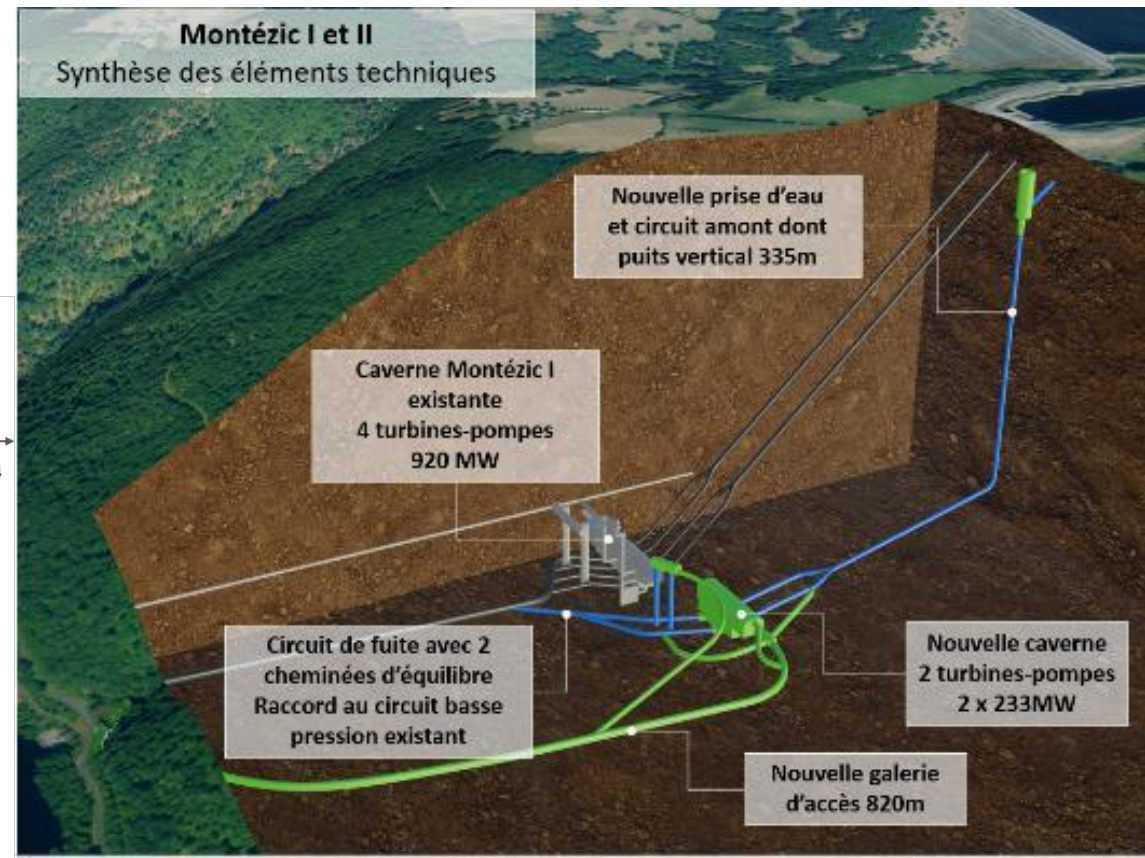 Montézic I et II
Synthèse des éléments techniques
Nouvelle prise d'eau
et circuit amont dont
puits vertical 335m
Caverne Montézic I
existante
4 turbines-pompes
920 MW
Circuit de fuite avec 2
cheminées d'équilibre
Raccord au circuit basse
pression existant
Nouvelle caverne
2 turbines-pompes
2 x 233MW
Nouvelle galerie
d'accès 820m